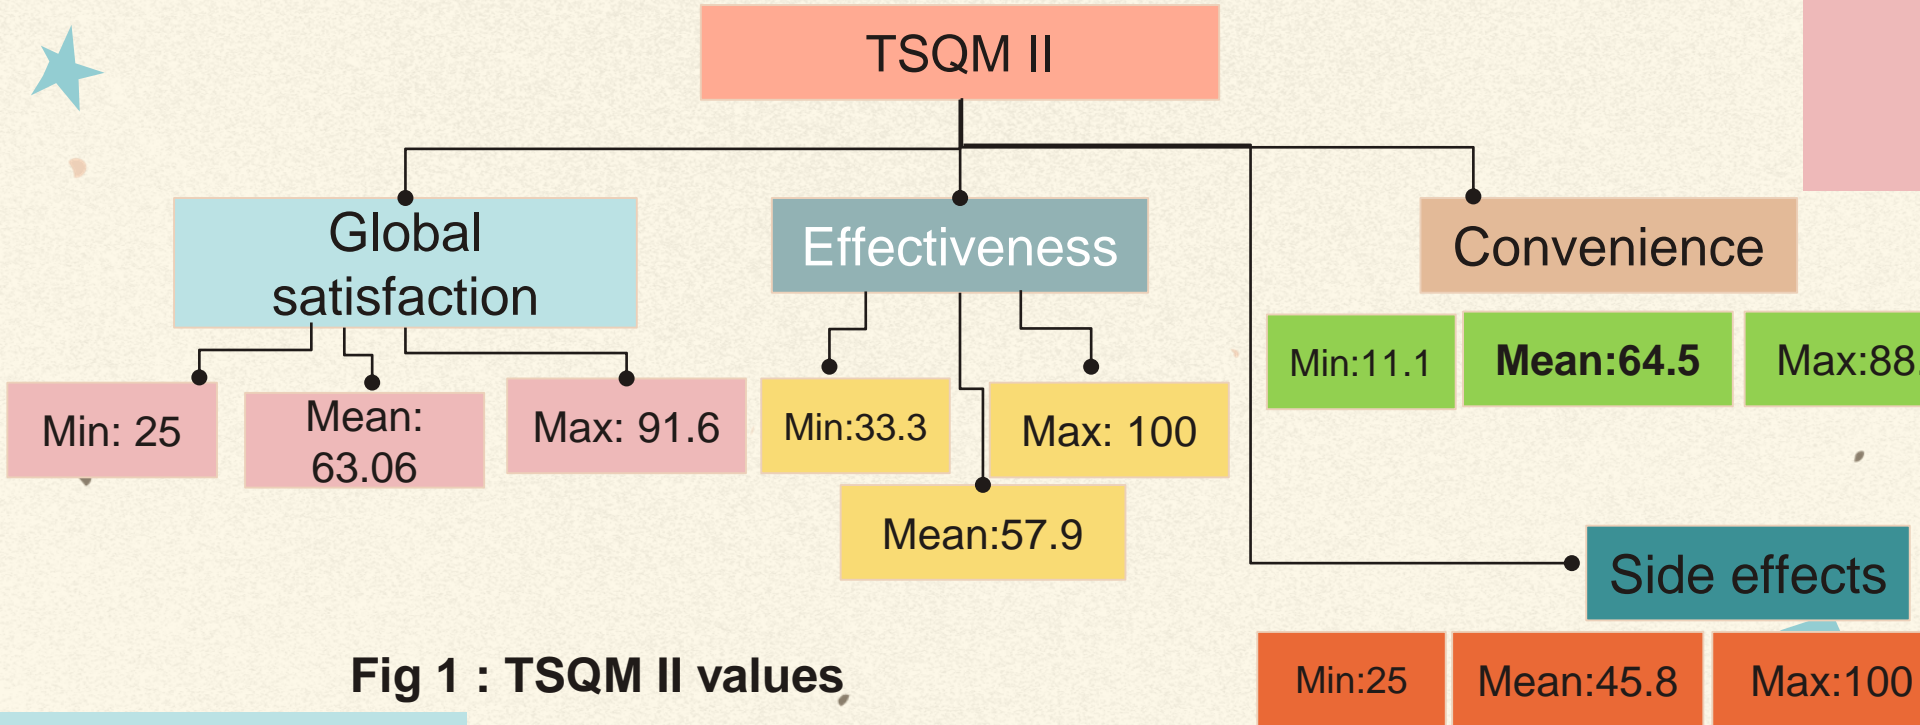 TSQM II
Global
satisfaction
Effectiveness
Convenience
Min: 25
Mean:
63.06
Max: 91.6
Min:33.3
Max: 100
Mean:57.9
Min:11.1
Mean:64.5
Max:88.
Side effects
Min:25
Mean:45.8
Max:100
Fig 1 : TSQM II values